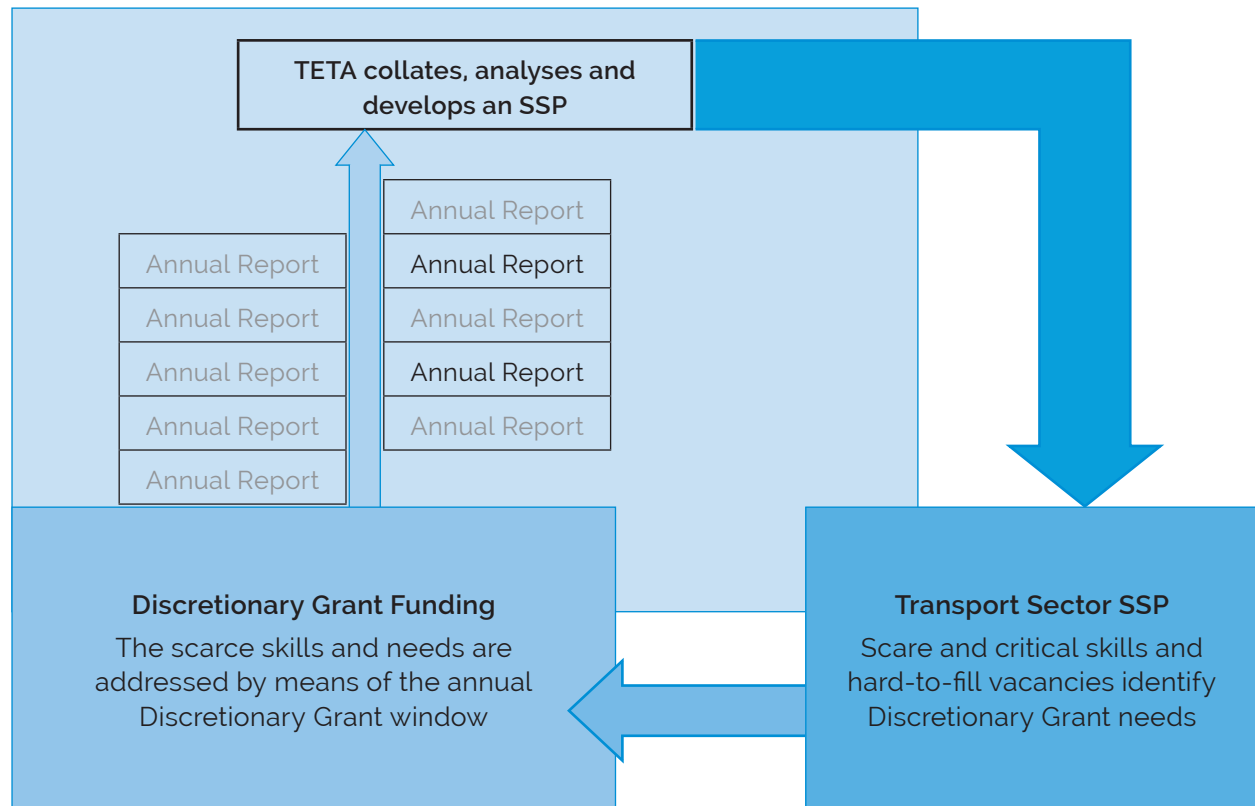 TETA collates, analyses and
develops an SSP
Annual Report
Annual Report
Annual Report
Annual Report
Annual Report
Annual Report
Annual Report
Annual Report
Annual Report
Annual Report
Discretionary Grant Funding
The scarce skills and needs are
addressed by means of the annual
Discretionary Grant window
Transport Sector SSP
Scare and critical skills and
hard-to-fill vacancies identify
Discretionary Grant needs